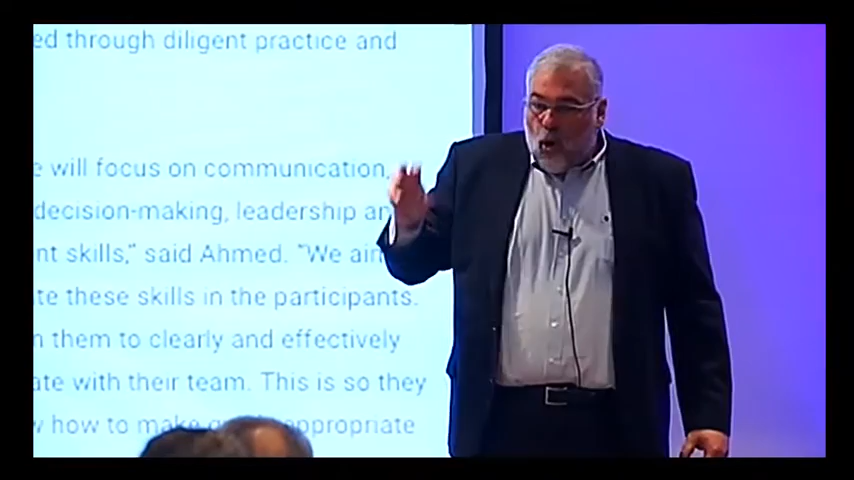 ed through diligent practice and
e will focus on communication,
decision-making, leadership an
nt skills,” said Ahmed. “We aim
ate these skills in the participants.
n them to clearly and effectively
ate with their team. This is so they
w how to make appropriate